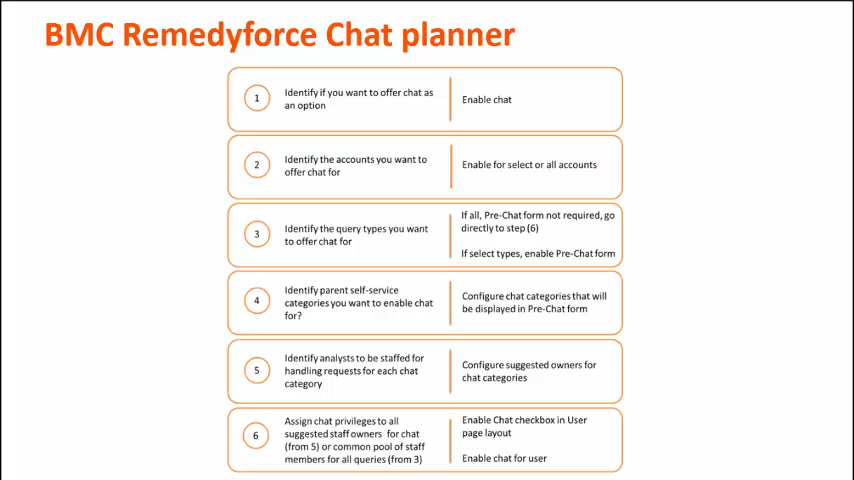 BMC Remedyforce Chat planner
1
Identify if you want to offer chat as
an option
Enable chat
2
Identify the accounts you want to
offer chat for
Enable for select or all accounts
3
Identify the query types you want
to offer chat for
If all, Pre-Chat form not required, go
directly to step (6)
If select types, enable Pre-Chat form
4
Identify parent self-service
categories you want to enable chat
for?
Configure chat categories that will
be displayed in Pre-Chat form
5
Identify analysts to be staffed for
handling requests for each chat
category
Configure suggested owners for
chat categories
6
Assign chat privileges to all
suggested staff owners for chat
(from 5) or common pool of staff
members for all queries (from 3)
Enable Chat checkbox in User
page layout
Enable chat for user